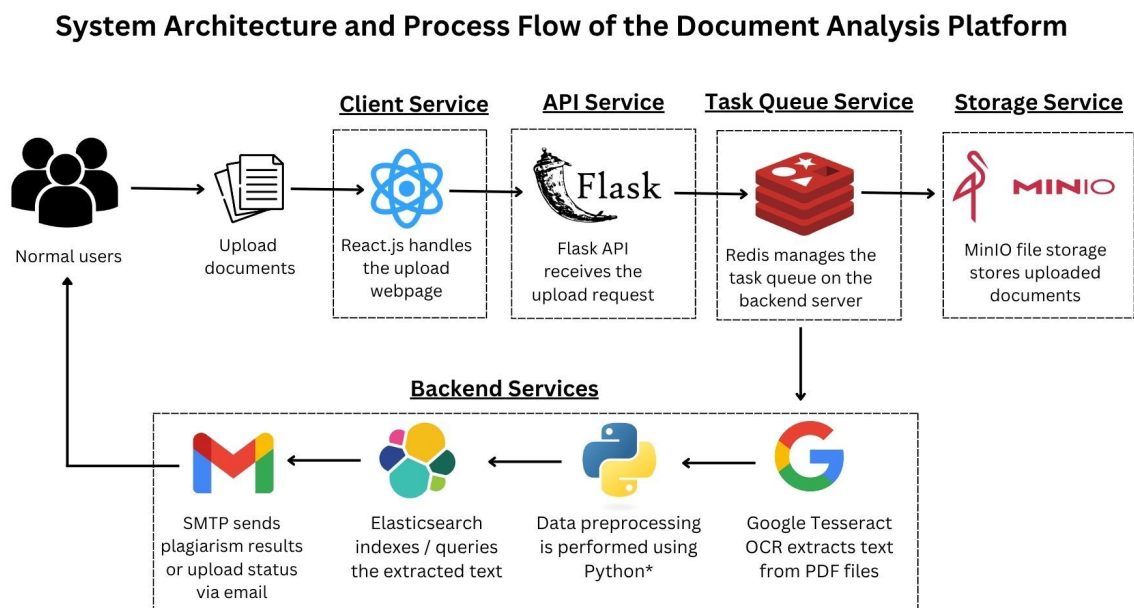 System Architecture and Process Flow of the Document Analysis Platform
Client Service
API Service
Task Queue Service
Storage Service
Flask
MINIO
Normal users
Upload
documents
React.js handles
the upload
webpage
Flask API
receives the
upload request
Redis manages the
task queue on the
backend server
MinIO file storage
stores uploaded
documents
Backend Services
SMTP sends
plagiarism results
or upload status
via email
Elasticsearch
indexes / queries
the extracted text
Data preprocessing
is performed using
Python*
Google Tesseract
OCR extracts text
from PDF files